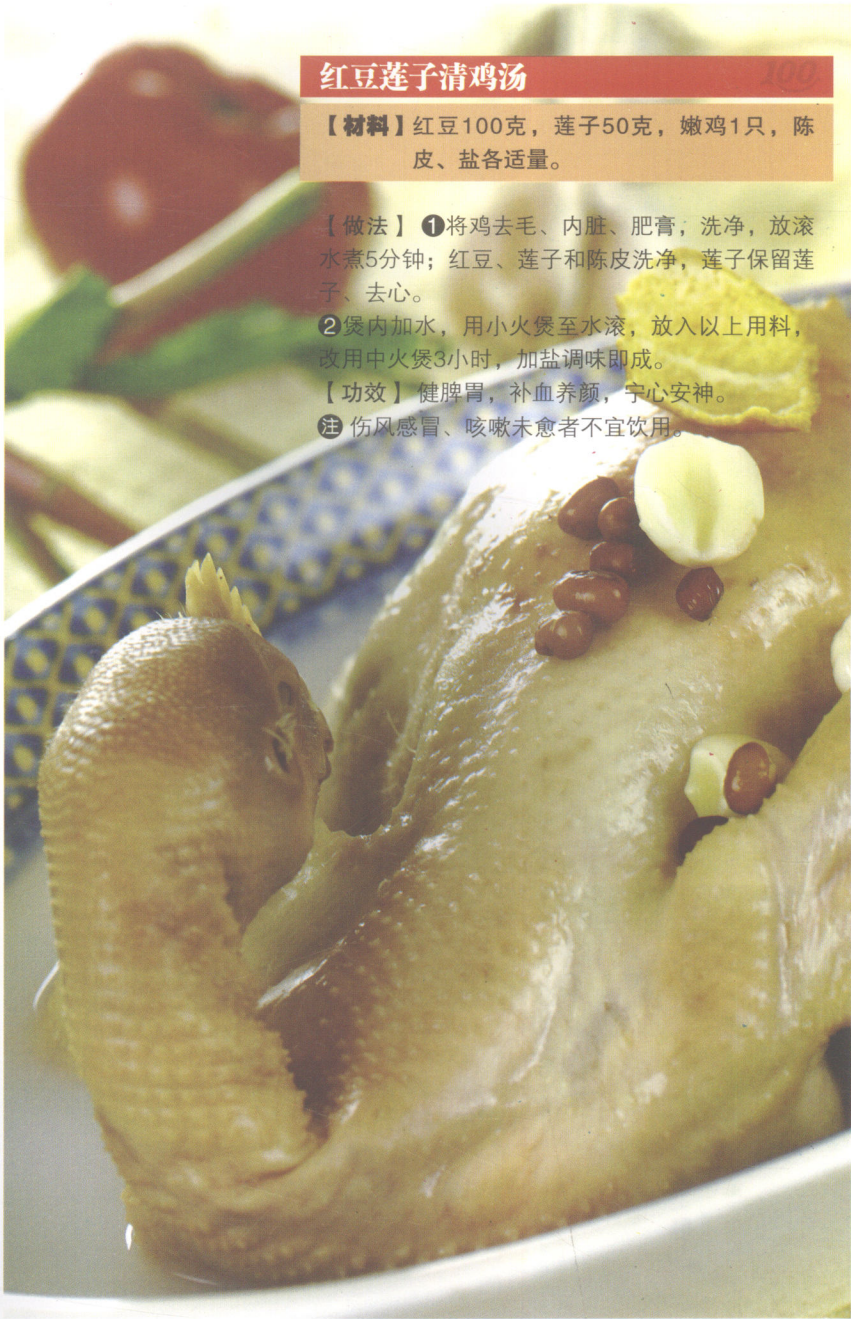 红豆莲子清鸡汤
100
【材料】红豆100克，莲子50克，嫩鸡1只，陈
皮、盐各适量。
【做法】❶将鸡去毛、内脏、肥膏，洗净，放滚
水煮5分钟；红豆、莲子和陈皮洗净，莲子保留莲
子、去心。
❷煲内加水，用小火煲至水滚，放入以上用料，
改用中火煲3小时，加盐调味即成。
【功效】健脾胃，补血养颜，宁心安神。
注 伤风感冒、咳嗽未愈者不宜饮用。